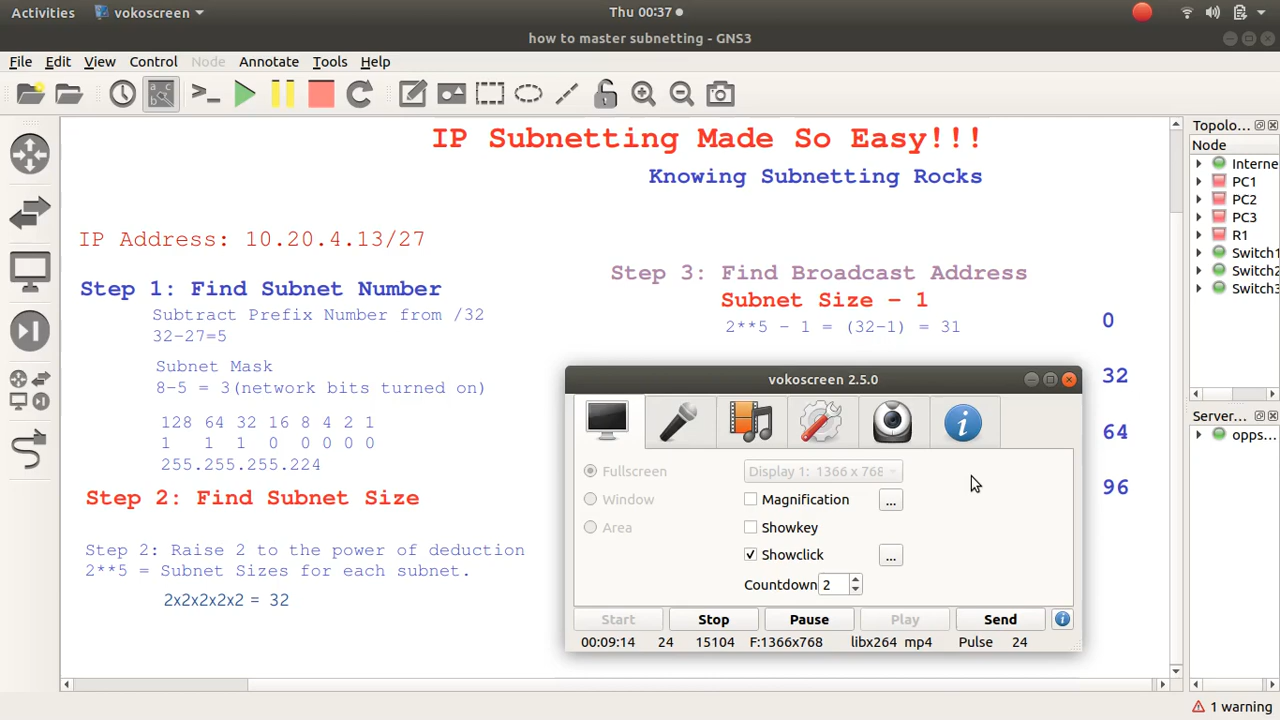 Activities
vokoscreen
Thu 00:37
how to master subnetting - GNS3
File Edit View Control Node Annotate Tools Help
IP Subnetting Made So Easy!!!
Knowing Subnetting Rocks
IP Address: 10.20.4.13/27
Step 1: Find Subnet Number
Subtract Prefix Number from /32
32-27=5
Subnet Mask
8-5 = 3(network bits turned on)
128 64 32 16 8 4 2 1
1 1 1 0 0 0 0 0
255.255.255.224
Step 2: Find Subnet Size
Step 2: Raise 2 to the power of deduction
2**5 = Subnet Sizes for each subnet.
2x2x2x2x2 = 32
Step 3: Find Broadcast Address
Subnet Size - 1
2**5 - 1 = (32-1) = 31
0
32
64
96
vokoscreen 2.5.0
Fullscreen
Window
Area
Display 1: 1366 x 768
Magnification ...
Showkey
Showclick ...
Countdown 2
Start Stop Pause Play Send
00:09:14 24 15104 F:1366x768 libx264 mp4 Pulse 24
Topolo...
Node
Interne
PC1
PC2
PC3
R1
Switch1
Switch2
Switch3
Server...
opps...
1 warning